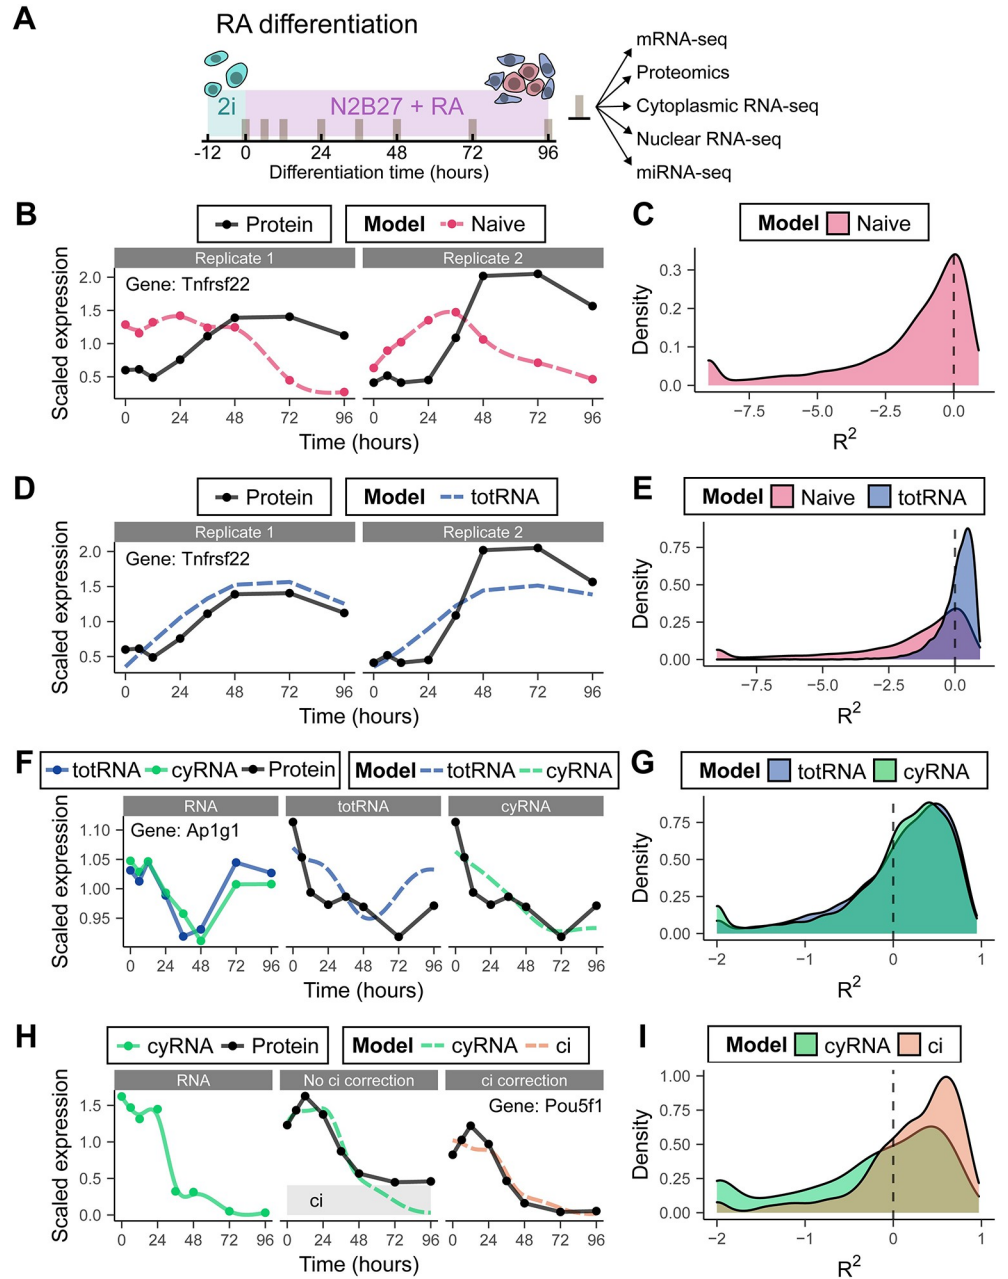 A
RA differentiation
2i
N2B27 + RA
-12 0 24 48 72 96
Differentiation time (hours)
mRNA-seq
Proteomics
Cytoplasmic RNA-seq
Nuclear RNA-seq
miRNA-seq
B
Protein
Model Naive
Replicate 1 Replicate 2
Gene: Tnfrsf22
Scaled expression
2.0
1.5
1.0
0.5
0 24 48 72 96 0 24 48 72 96
Time (hours)
C
Model Naive
Density
0.3
0.2
0.1
0.0
−7.5 −5.0 −2.5 0.0
R²
D
Protein
Model totRNA
Replicate 1 Replicate 2
Gene: Tnfrsf22
Scaled expression
2.0
1.5
1.0
0.5
0 24 48 72 96 0 24 48 72 96
Time (hours)
E
Model Naive totRNA
Density
0.75
0.50
0.25
0.00
−7.5 −5.0 −2.5 0.0
R²
F
totRNA cyRNA Protein
Model totRNA cyRNA
RNA totRNA cyRNA
Gene: Ap1g1
Scaled expression
1.10
1.05
1.00
0.95
0 24 48 72 96 0 24 48 72 96 0 24 48 72 96
Time (hours)
G
Model totRNA cyRNA
Density
0.75
0.50
0.25
0.00
−2 −1 0 1
R²
H
cyRNA Protein
Model cyRNA ci
RNA No ci correction ci correction
Gene: Pou5f1
Scaled expression
1.5
1.0
0.5
0.0
ci
0 24 48 72 96 0 24 48 72 96 0 24 48 72 96
Time (hours)
I
Model cyRNA ci
Density
1.00
0.75
0.50
0.25
0.00
−2 −1 0 1
R²